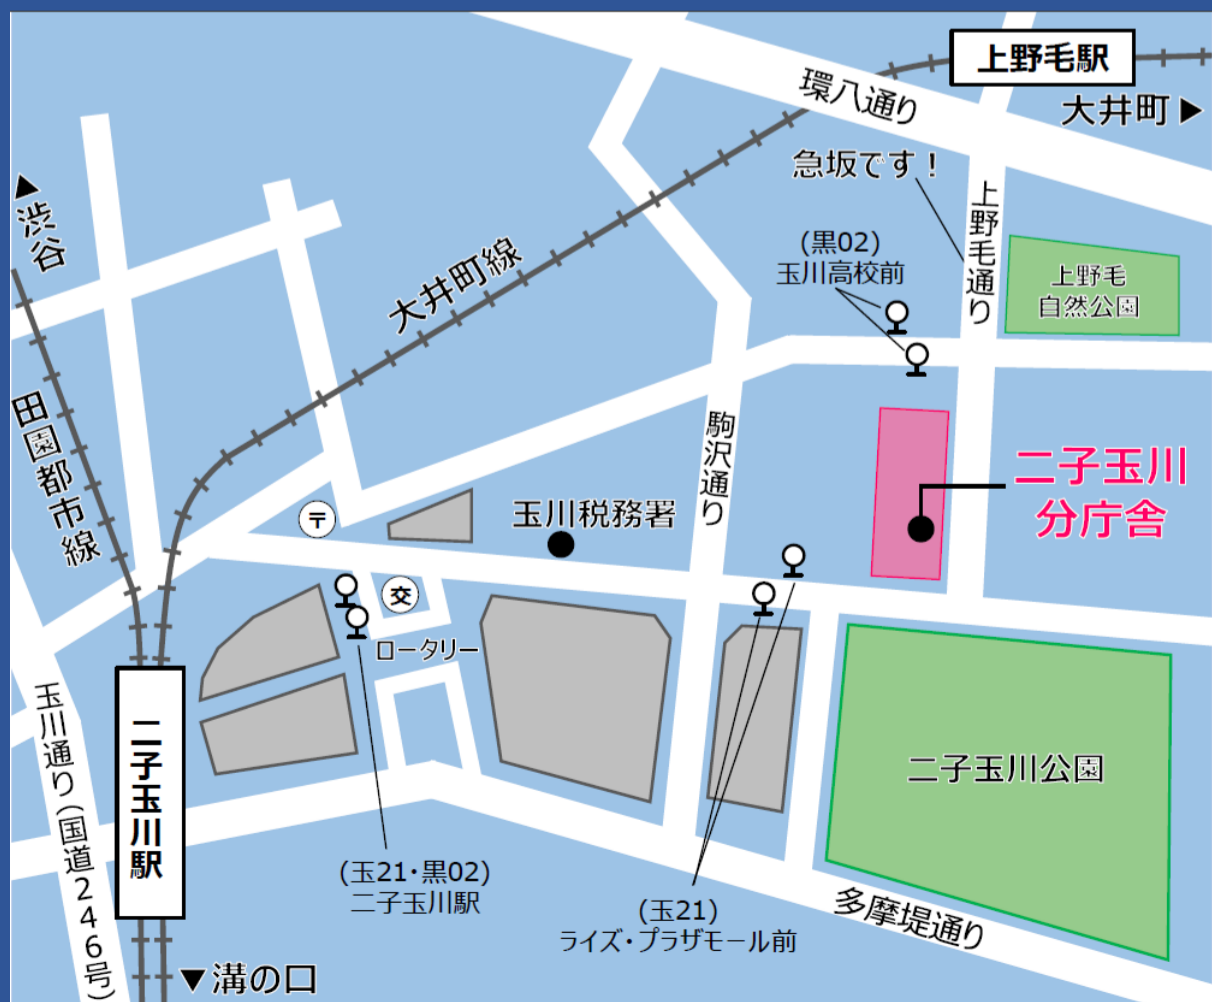 上野毛駅
大井町▶
環八通り
急坂です！
▲渋谷
上野毛通り
(黒02)
玉川高校前
大井町線
上野毛
自然公園
田園都市線
駒沢通り
二子玉川
分庁舎
〒
玉川税務署
交
ロータリー
玉川通り(国道246号)
二子玉川駅
二子玉川公園
(玉21・黒02)
二子玉川駅
(玉21)
ライズ・プラザモール前
多摩堤通り
▼溝の口